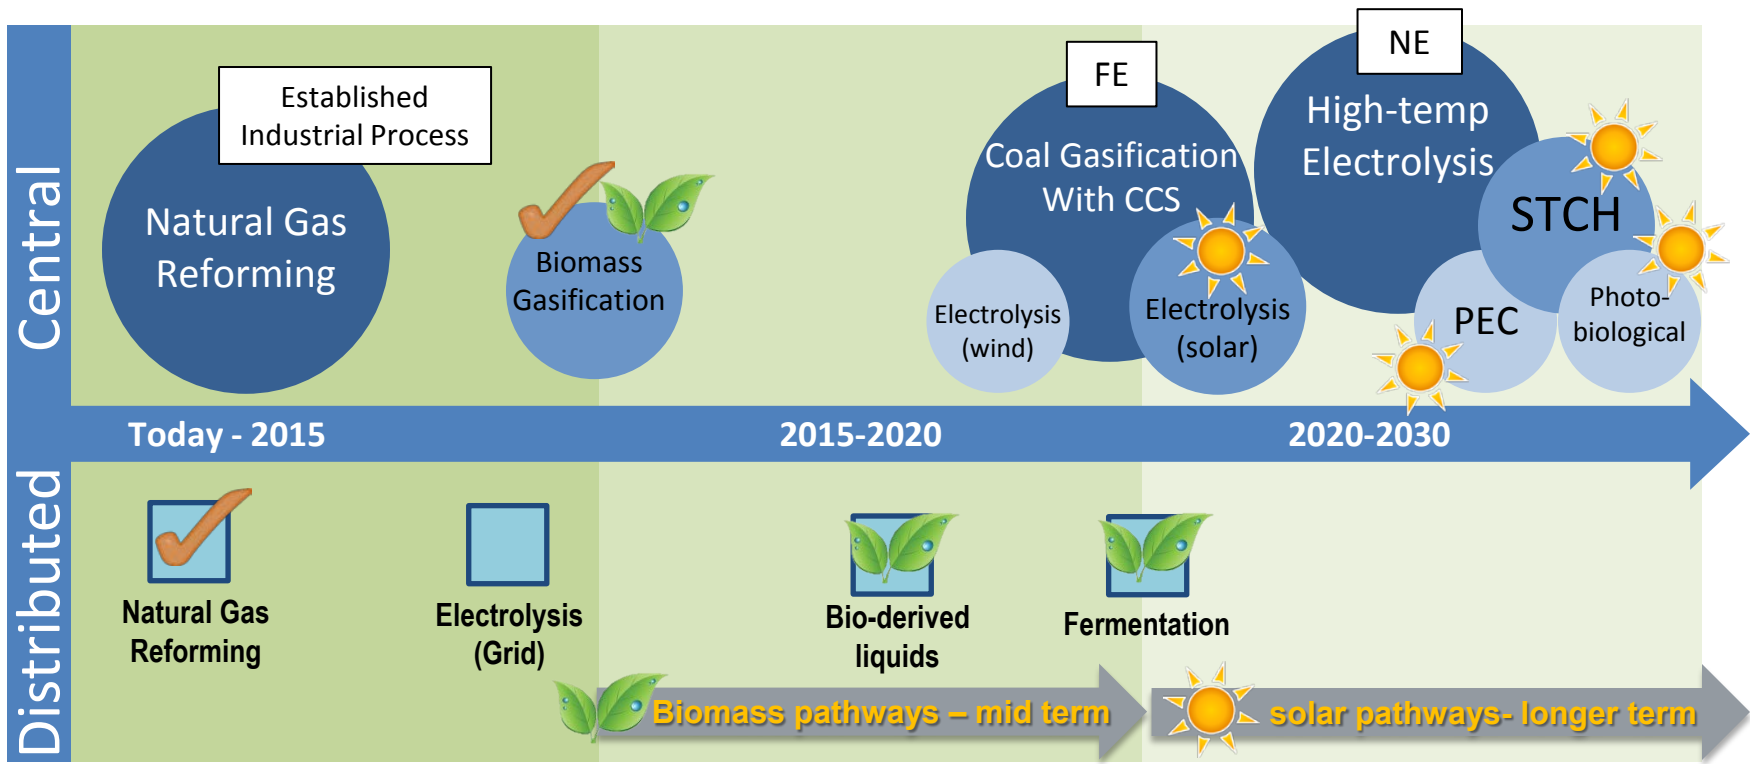 Central
Established
Industrial Process
Natural Gas
Reforming
Biomass
Gasification
FE
Coal Gasification
With CCS
Electrolysis
(wind)
Electrolysis
(solar)
NE
High-temp
Electrolysis
STCH
PEC
Photo-
biological
Today - 2015
2015-2020
2020-2030
Distributed
Natural Gas
Reforming
Electrolysis
(Grid)
Bio-derived
liquids
Fermentation
Biomass pathways – mid term
solar pathways- longer term